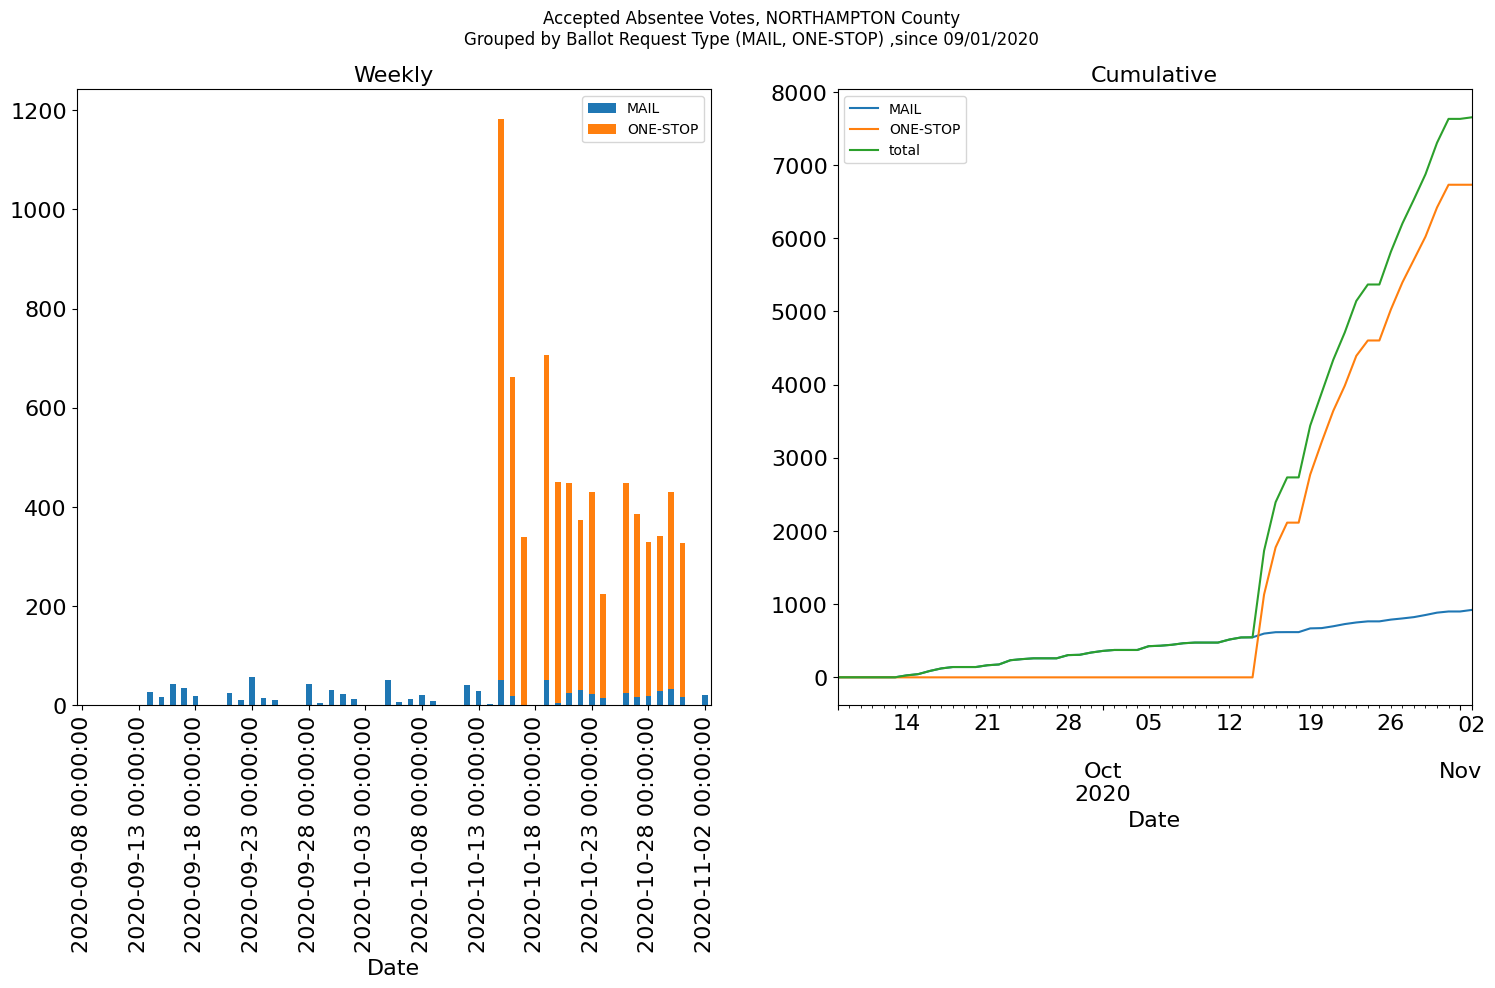 Accepted Absentee Votes, NORTHAMPTON County
Grouped by Ballot Request Type (MAIL, ONE-STOP) ,since 09/01/2020
Weekly
1200
1000
800
600
400
200
0
MAIL
ONE-STOP
2020-09-08 00:00:00
2020-09-13 00:00:00
2020-09-18 00:00:00
2020-09-23 00:00:00
2020-09-28 00:00:00
2020-10-03 00:00:00
2020-10-08 00:00:00
2020-10-13 00:00:00
2020-10-18 00:00:00
2020-10-23 00:00:00
2020-10-28 00:00:00
2020-11-02 00:00:00
Date
Cumulative
8000
7000
6000
5000
4000
3000
2000
1000
0
MAIL
ONE-STOP
total
14 21 28 05 12 19 26 02
Oct Nov
2020
Date